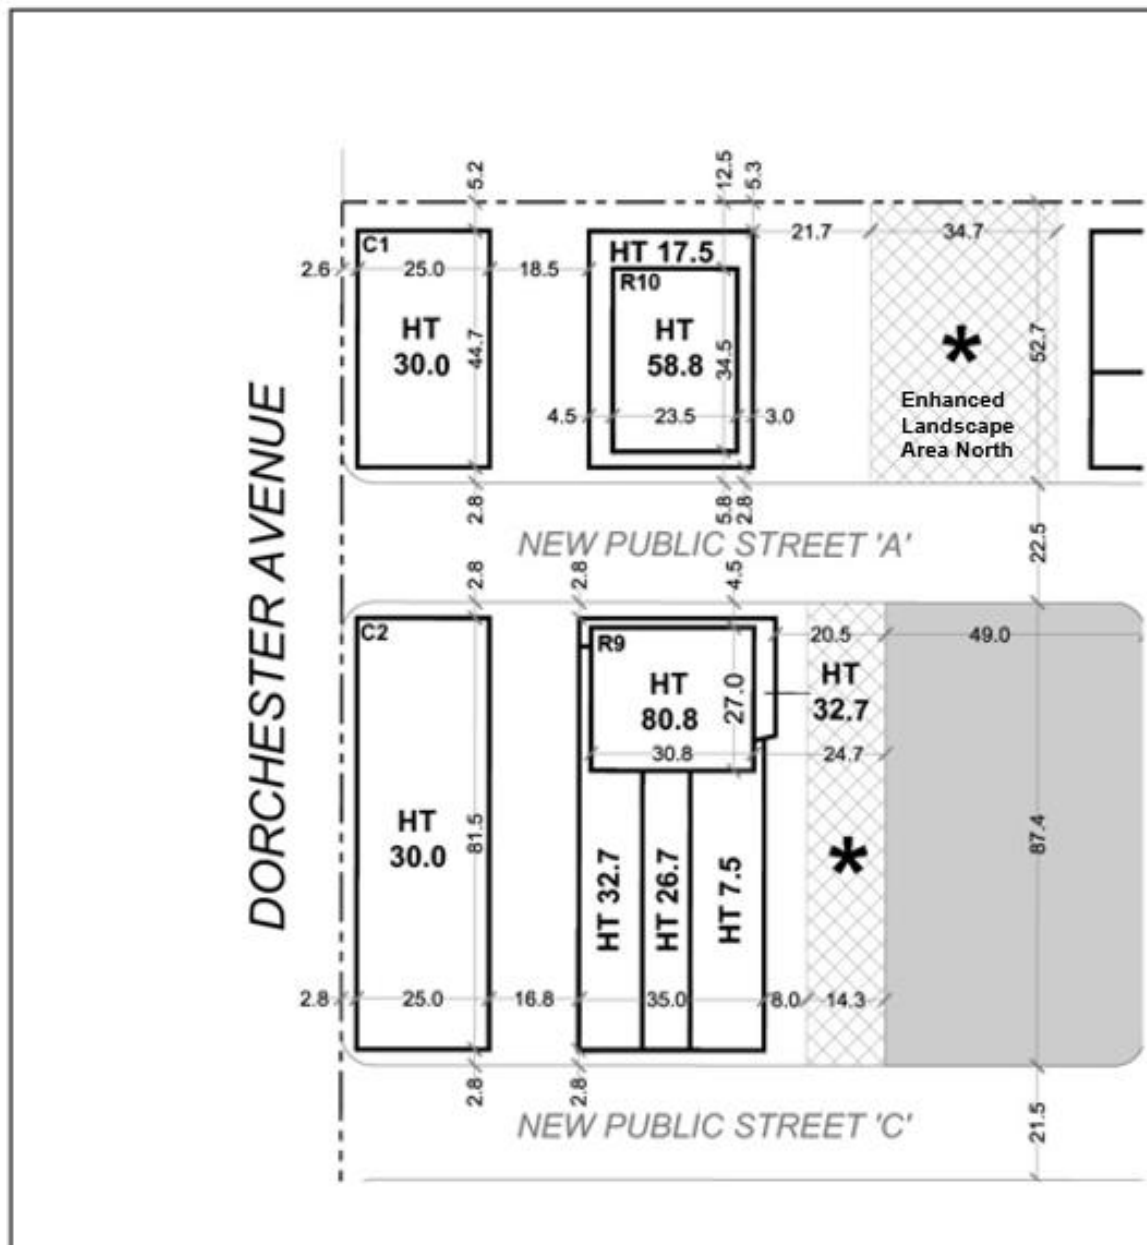 5.2
12.5
5.3
C1
2.6
25.0
18.5
HT 17.5
21.7
34.7
R10
HT
30.0
44.7
HT
58.8
34.5
*
52.7
4.5
23.5
3.0
Enhanced
Landscape
Area North
2.8
5.8
2.8
NEW PUBLIC STREET 'A'
22.5
DORCHESTER AVENUE
2.8
2.8
4.5
C2
R9
20.5
49.0
HT
80.8
27.0
HT
32.7
30.8
24.7
HT
30.0
81.5
HT 32.7
HT 26.7
HT 7.5
*
87.4
2.8
25.0
16.8
35.0
8.0
14.3
2.8
2.8
NEW PUBLIC STREET 'C'
21.5